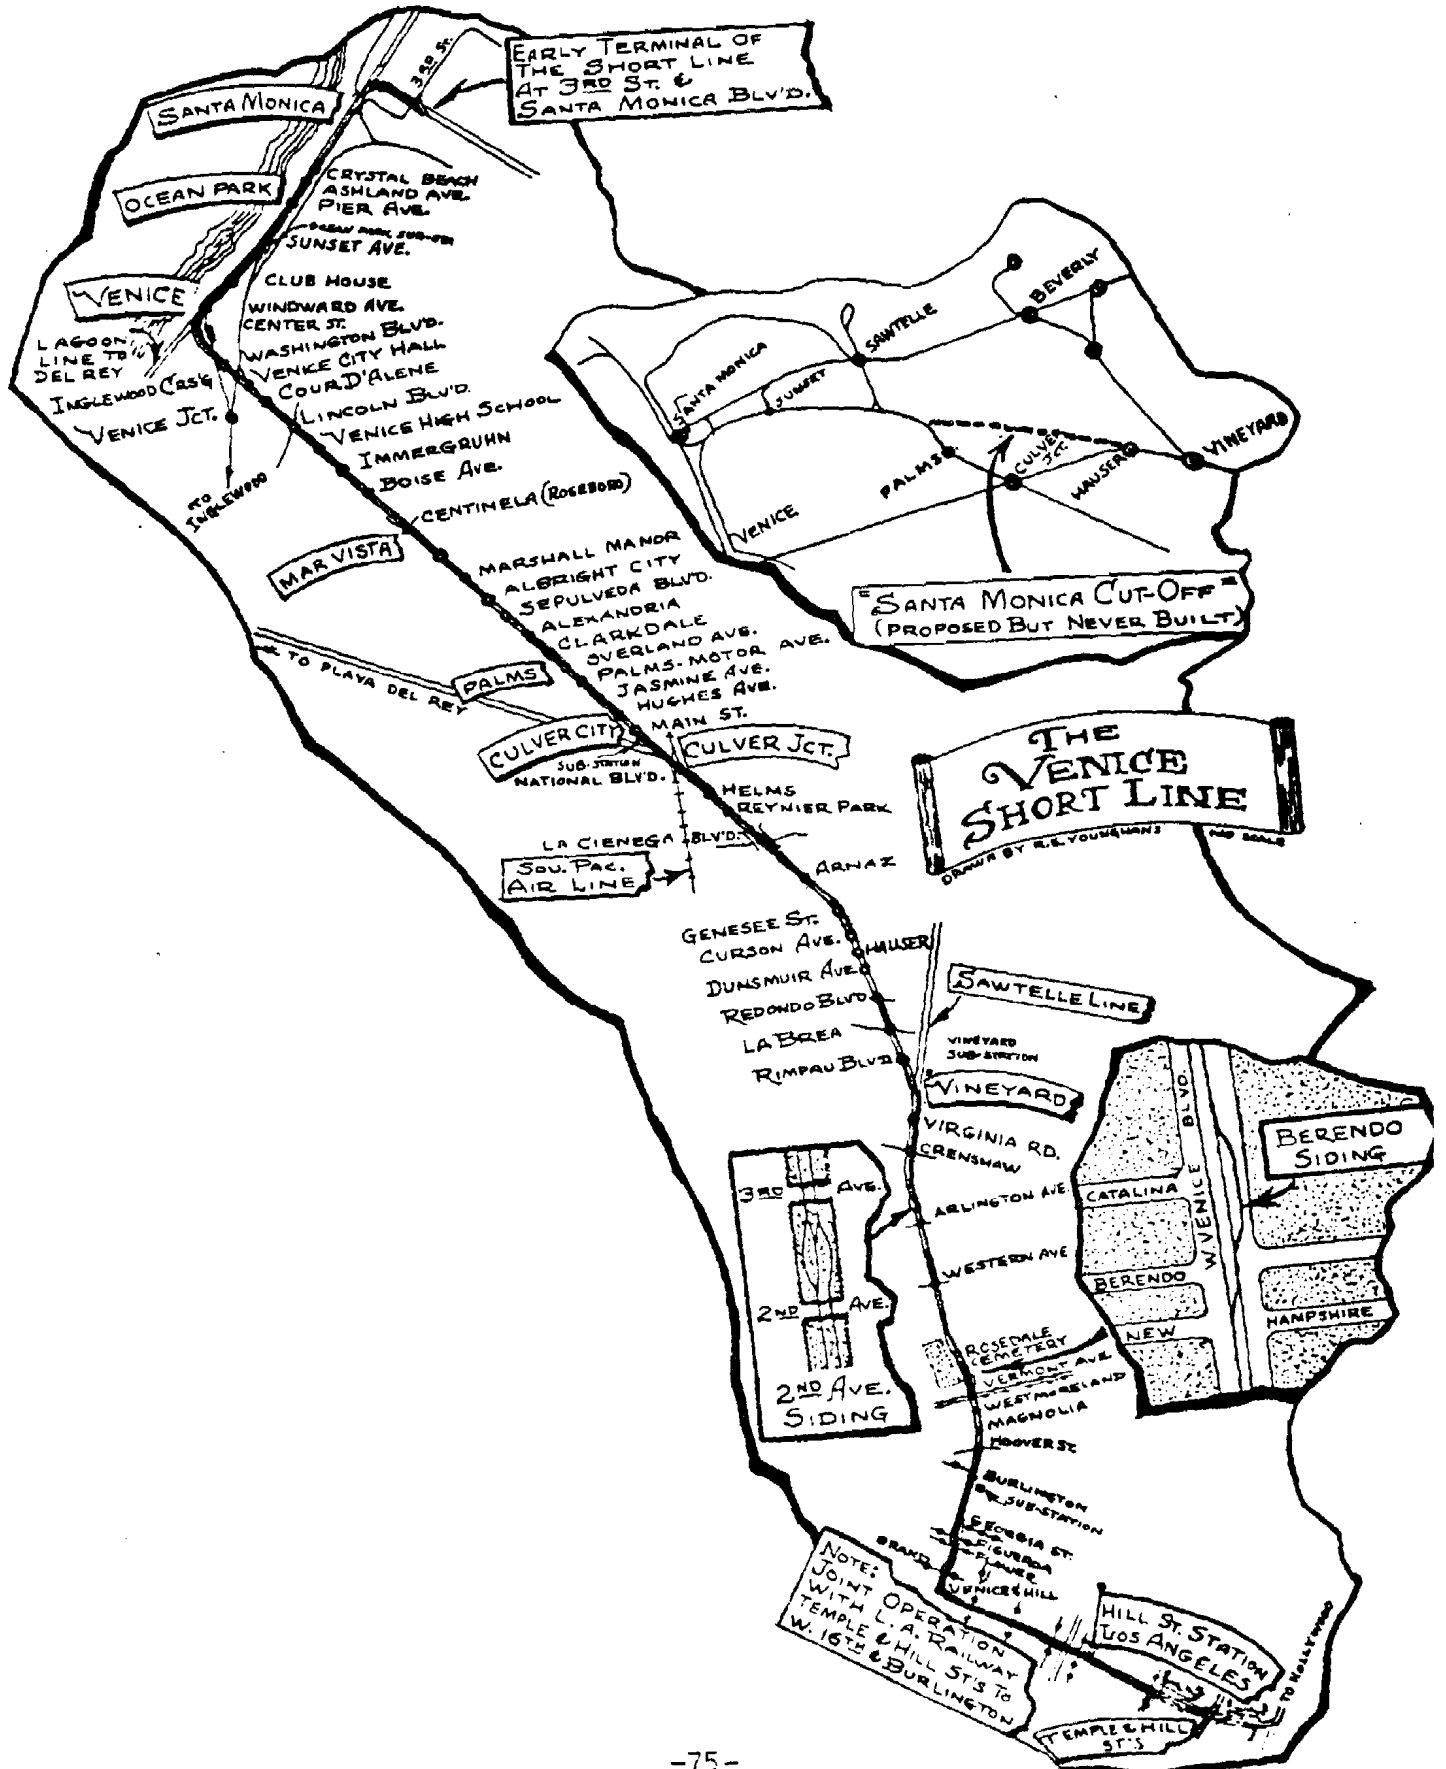 EARLY TERMINAL OF
THE SHORT LINE
AT 3RD ST. &
SANTA MONICA BLV'D.
3RD ST.
SANTA MONICA
OCEAN PARK
CRYSTAL BEACH
ASHLAND AVE.
PIER AVE.
OCEAN PARK SUB-STA
SUNSET AVE.
VENICE
CLUB HOUSE
WINDWARD AVE.
CENTER ST.
WASHINGTON BLV'D.
VENICE CITY HALL
COUR D'ALENE
LINCOLN BLV'D.
VENICE HIGH SCHOOL
IMMERGRUHN
BOISE AVE.
LAGOON
LINE TO
DEL REY
INGLEWOOD CRS'G
VENICE JCT.
TO
INGLEWOOD
CENTINELA (ROSEBORO)
MAR VISTA
MARSHALL MANOR
ALBRIGHT CITY
SEPULVEDA BLV'D.
ALEXANDRIA
CLARKDALE
OVERLAND AVE.
PALMS-MOTOR AVE.
JASMINE AVE.
HUGHES AVE.
MAIN ST.
TO PLAYA DEL REY
PALMS
CULVER CITY
CULVER JCT.
SUB-STATION
NATIONAL BLV'D.
HELMS
REYNIER PARK
LA CIENEGA BLV'D.
SOU. PAC.
AIR LINE
ARNAZ
GENESEE ST.
CURSON AVE.
HAUSER
DUNSMUIR AVE
REDONDO BLVD
LA BREA
RIMPAU BLVD
SAWTELLE LINE
VINEYARD
SUB-STATION
VINEYARD
VIRGINIA RD.
CRENSHAW
ARLINGTON AVE.
WESTERN AVE
ROSEDALE
CEMETERY
VERMONT AVE
WESTMORELAND
MAGNOLIA
HOOVER ST.
BURLINGTON
SUB-STATION
GEORGIA ST.
FIGUEROA
FLOWER
GRAND
VENICE & HILL
BEVERLY
SAWTELLE
SANTA MONICA
SUNSET
PALMS
CULVER
JCT.
HAUSER
VINEYARD
VENICE
"SANTA MONICA CUT-OFF"
(PROPOSED BUT NEVER BUILT)
THE
VENICE
SHORT LINE
DRAWN BY R.E. YOUNGHANS
NO SCALE
3RD AVE.
2ND AVE.
2ND AVE.
SIDING
BERENDO
SIDING
W. VENICE BLVD.
CATALINA
BERENDO
NEW HAMPSHIRE
NOTE:
JOINT OPERATION
WITH L.A. RAILWAY
TEMPLE & HILL ST'S TO
W. 16TH & BURLINGTON
HILL ST. STATION
LOS ANGELES
TO HOLLYWOOD
TEMPLE & HILL
ST'S
-75-